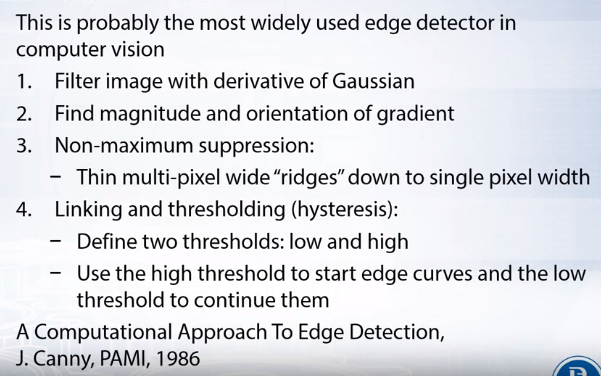 This is probably the most widely used edge detector in
computer vision
1. Filter image with derivative of Gaussian
2. Find magnitude and orientation of gradient
3. Non-maximum suppression:
– Thin multi-pixel wide “ridges” down to single pixel width
4. Linking and thresholding (hysteresis):
– Define two thresholds: low and high
– Use the high threshold to start edge curves and the low
threshold to continue them
A Computational Approach To Edge Detection,
J. Canny, PAMI, 1986